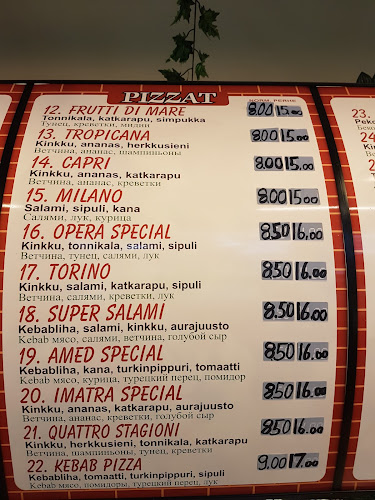 PIZZAT
NORM. PERHE
12. FRUTTI DI MARE 8.00 15.00
Tonnikala, katkarapu, simpukka
Тунец, креветки, мидии
13. TROPICANA 8.00 15.00
Kinkku, ananas, herkkusieni
Ветчина, ананас, шампиньоны
14. CAPRI 8.00 15.00
Kinkku, ananas, katkarapu
Ветчина, ананас, креветки
15. MILANO 8.00 15.00
Salami, sipuli, kana
Салями, лук, курица
16. OPERA SPECIAL 8.50 16.00
Kinkku, tonnikala, salami, sipuli
Ветчина, тунец, салями, лук
17. TORINO 8.50 16.00
Kinkku, salami, katkarapu, sipuli
Ветчина, салями, креветки, лук
18. SUPER SALAMI 8.50 16.00
Kebabliha, salami, kinkku, aurajuusto
Kebab мясо, салями, ветчина, голубой сыр
19. AMED SPECIAL 8.50 16.00
Kebabliha, kana, turkinpippuri, tomaatti
Kebab мясо, курица, турецкий перец, помидор
20. IMATRA SPECIAL 8.50 16.00
Kinkku, ananas, katkarapu, aurajuusto
Ветчина, ананас, креветки, голубой сыр
21. QUATTRO STAGIONI 8.50 16.00
Kinkku, herkkusieni, tonnikala, katkarapu
Ветчина, шампиньоны, тунец, креветки
22. KEBAB PIZZA 9.00 17.00
Kebabliha, tomaatti, turkinpippuri, sipuli
Kebab мясо, помидоры, турецкий перец, лук
23.